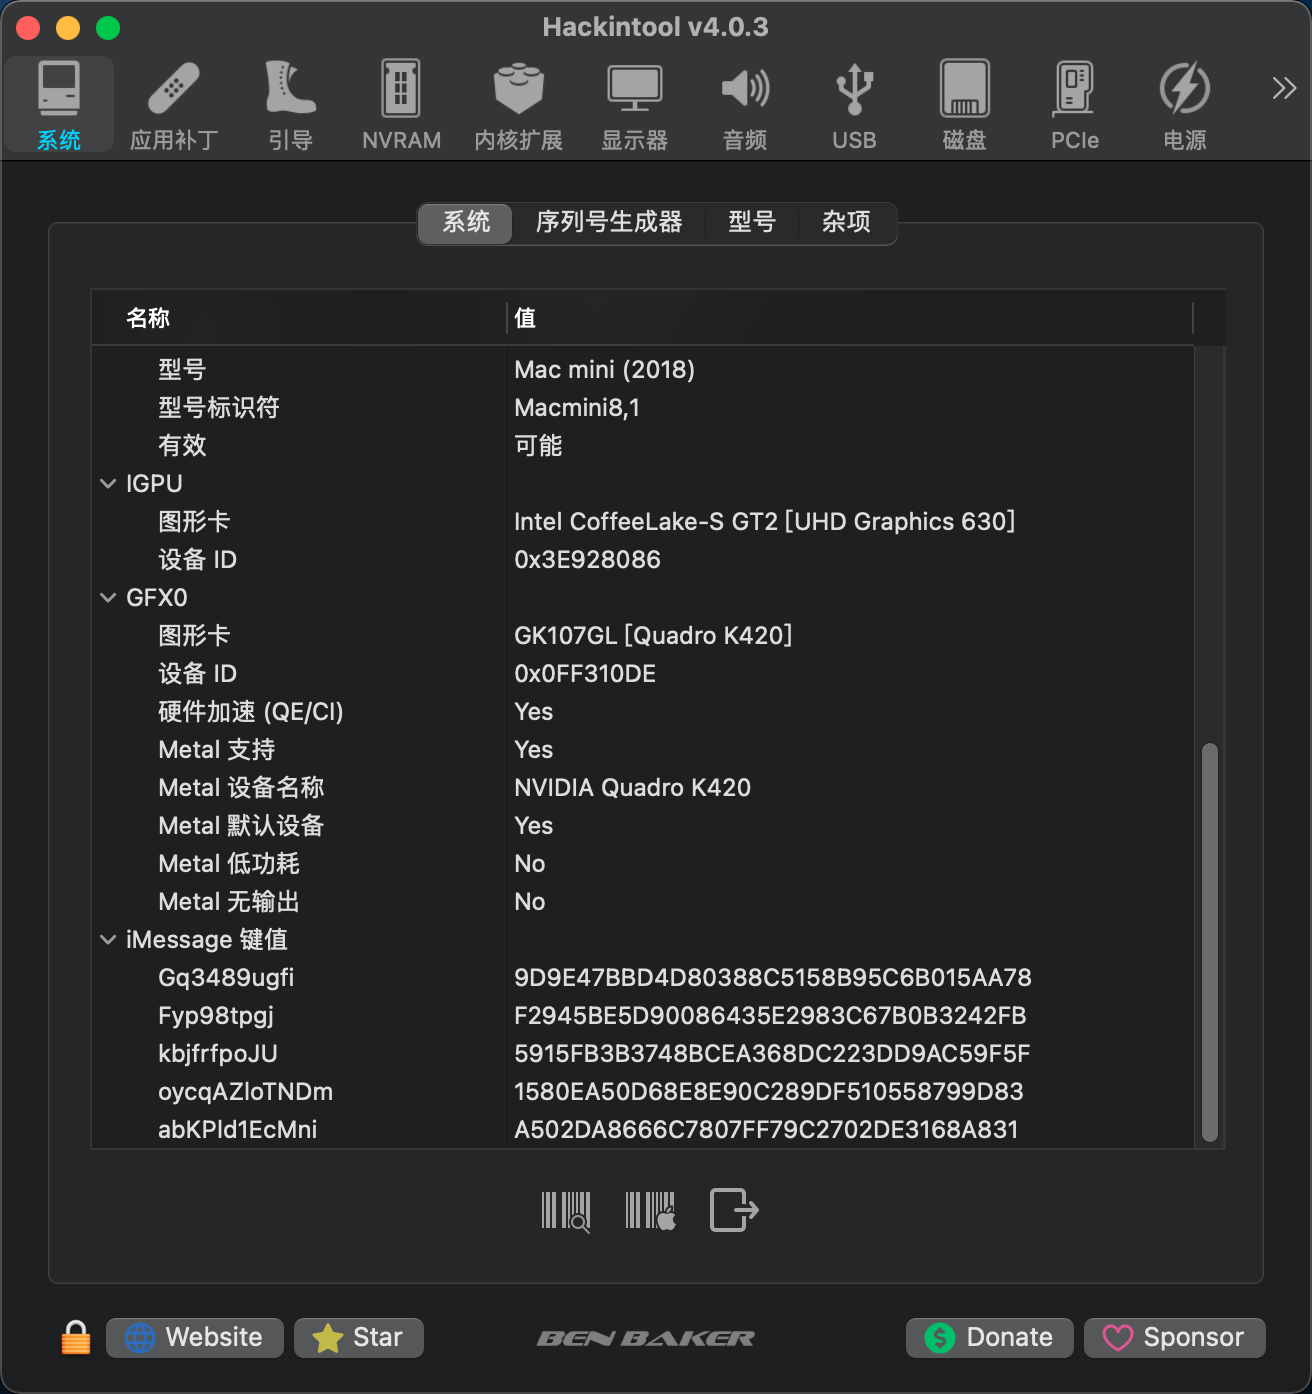 Hackintool v4.0.3
系统 应用补丁 引导 NVRAM 内核扩展 显示器 音频 USB 磁盘 PCIe 电源
系统 序列号生成器 型号 杂项
名称 值
型号 Mac mini (2018)
型号标识符 Macmini8,1
有效 可能
IGPU
图形卡 Intel CoffeeLake-S GT2 [UHD Graphics 630]
设备 ID 0x3E928086
GFX0
图形卡 GK107GL [Quadro K420]
设备 ID 0x0FF310DE
硬件加速 (QE/CI) Yes
Metal 支持 Yes
Metal 设备名称 NVIDIA Quadro K420
Metal 默认设备 Yes
Metal 低功耗 No
Metal 无输出 No
iMessage 键值
Gq3489ugfi 9D9E47BBD4D80388C5158B95C6B015AA78
Fyp98tpgj F2945BE5D90086435E2983C67B0B3242FB
kbjfrfpoJU 5915FB3B3748BCEA368DC223DD9AC59F5F
oycqAZloTNDm 1580EA50D68E8E90C289DF510558799D83
abKPld1EcMni A502DA8666C7807FF79C2702DE3168A831
Website Star BEN BAKER Donate Sponsor